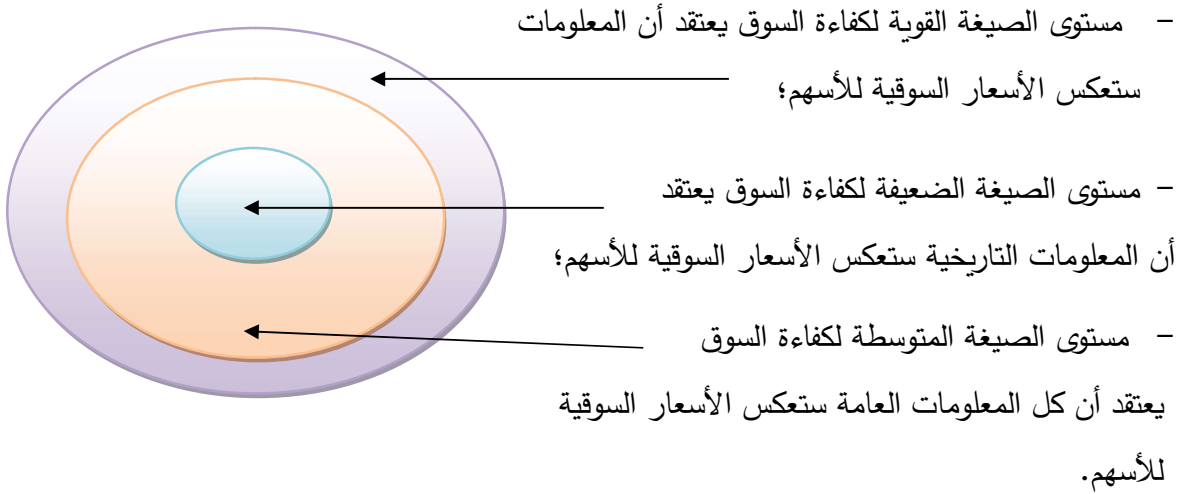 - مستوى الصيغة القوية لكفاءة السوق يعتقد أن المعلومات
ستعكس الأسعار السوقية للأسهم؛
- مستوى الصيغة الضعيفة لكفاءة السوق يعتقد
أن المعلومات التاريخية ستعكس الأسعار السوقية للأسهم؛
- مستوى الصيغة المتوسطة لكفاءة السوق
يعتقد أن كل المعلومات العامة ستعكس الأسعار السوقية
للأسهم.